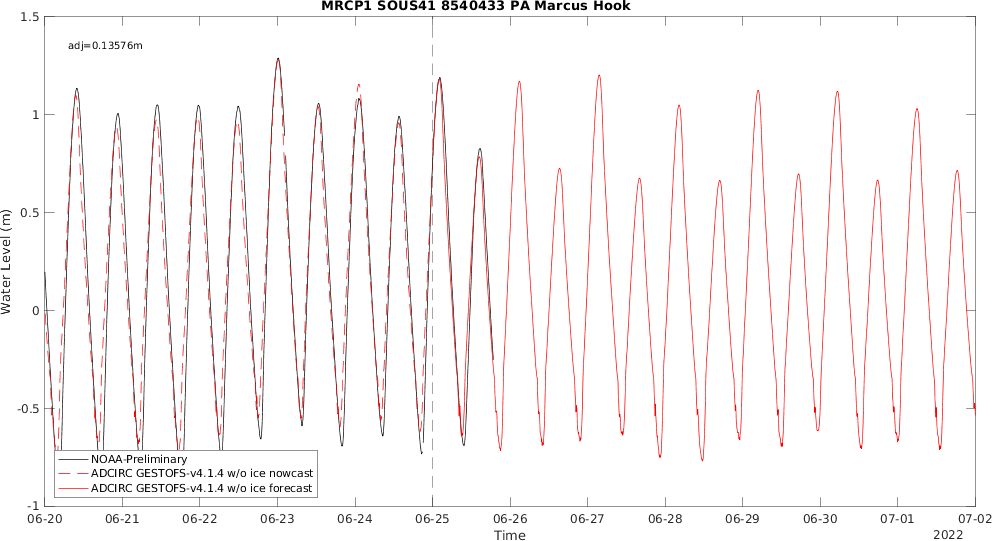 MRCP1 SOUS41 8540433 PA Marcus Hook
1.5
adj=0.13576m
1
0.5
Water Level (m)
0
-0.5
NOAA-Preliminary
ADCIRC GESTOFS-v4.1.4 w/o ice nowcast
ADCIRC GESTOFS-v4.1.4 w/o ice forecast
-1
06-20 06-21 06-22 06-23 06-24 06-25 06-26 06-27 06-28 06-29 06-30 07-01 07-02
Time
2022